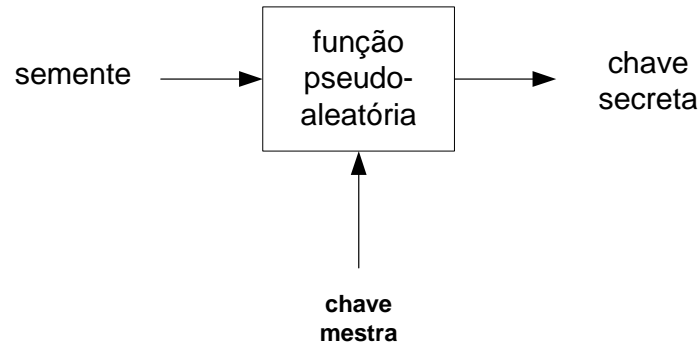 semente
função
pseudo-
aleatória
chave
secreta
chave
mestra